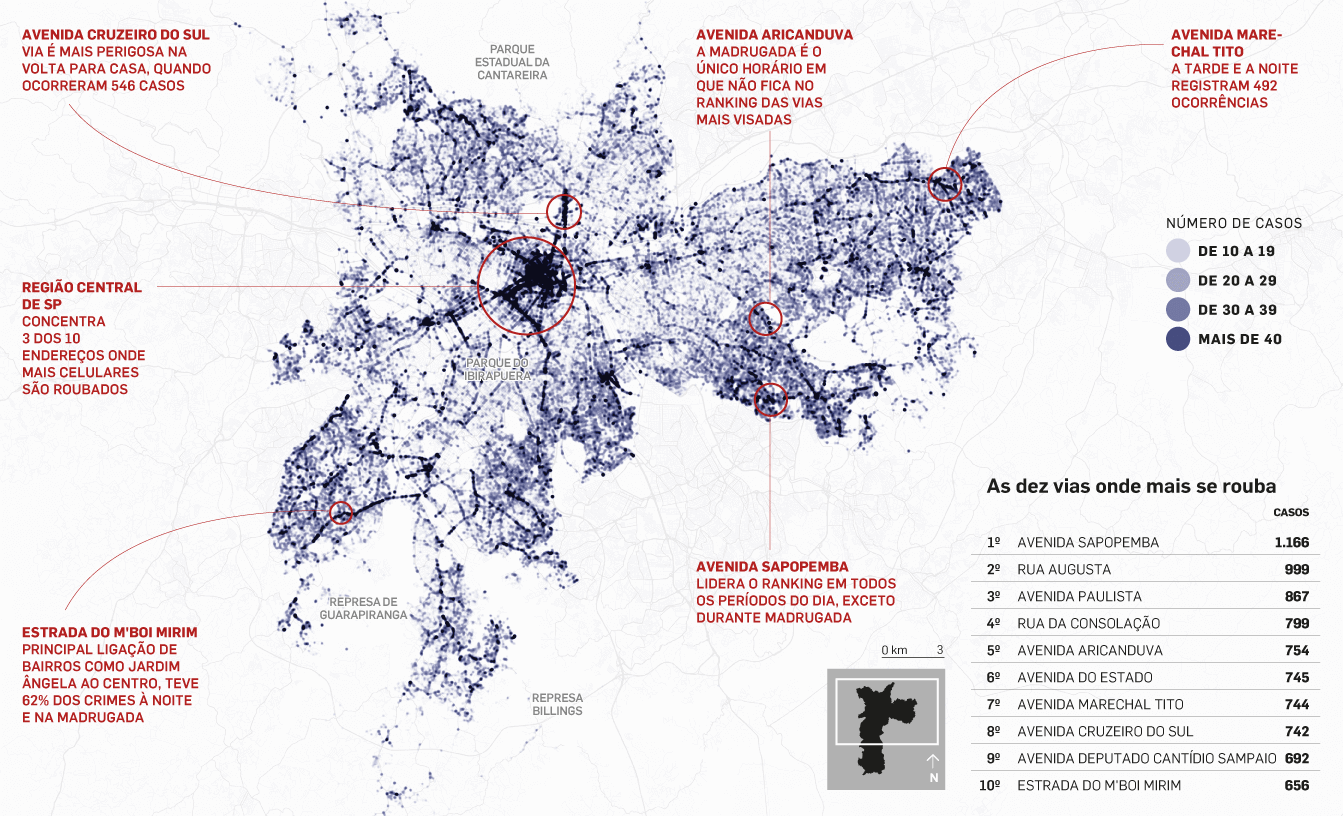 AVENIDA CRUZEIRO DO SUL
VIA É MAIS PERIGOSA NA
VOLTA PARA CASA, QUANDO
OCORRERAM 546 CASOS
PARQUE
ESTADUAL DA
CANTAREIRA
AVENIDA ARICANDUVA
A MADRUGADA É O
ÚNICO HORÁRIO EM
QUE NÃO FICA NO
RANKING DAS VIAS
MAIS VISADAS
AVENIDA MARE-
CHAL TITO
A TARDE E A NOITE
REGISTRAM 492
OCORRÊNCIAS
NÚMERO DE CASOS
DE 10 A 19
DE 20 A 29
DE 30 A 39
MAIS DE 40
REGIÃO CENTRAL
DE SP
CONCENTRA
3 DOS 10
ENDEREÇOS ONDE
MAIS CELULARES
SÃO ROUBADOS
PARQUE DO
IBIRAPUERA
ESTRADA DO M'BOI MIRIM
PRINCIPAL LIGAÇÃO DE
BAIRROS COMO JARDIM
ÂNGELA AO CENTRO, TEVE
62% DOS CRIMES À NOITE
E NA MADRUGADA
REPRESA DE
GUARAPIRANGA
REPRESA
BILLINGS
AVENIDA SAPOPEMBA
LIDERA O RANKING EM TODOS
OS PERÍODOS DO DIA, EXCETO
DURANTE MADRUGADA
0 km 3
N
As dez vias onde mais se rouba
CASOS
1º AVENIDA SAPOPEMBA 1.166
2º RUA AUGUSTA 999
3º AVENIDA PAULISTA 867
4º RUA DA CONSOLAÇÃO 799
5º AVENIDA ARICANDUVA 754
6º AVENIDA DO ESTADO 745
7º AVENIDA MARECHAL TITO 744
8º AVENIDA CRUZEIRO DO SUL 742
9º AVENIDA DEPUTADO CANTÍDIO SAMPAIO 692
10º ESTRADA DO M'BOI MIRIM 656